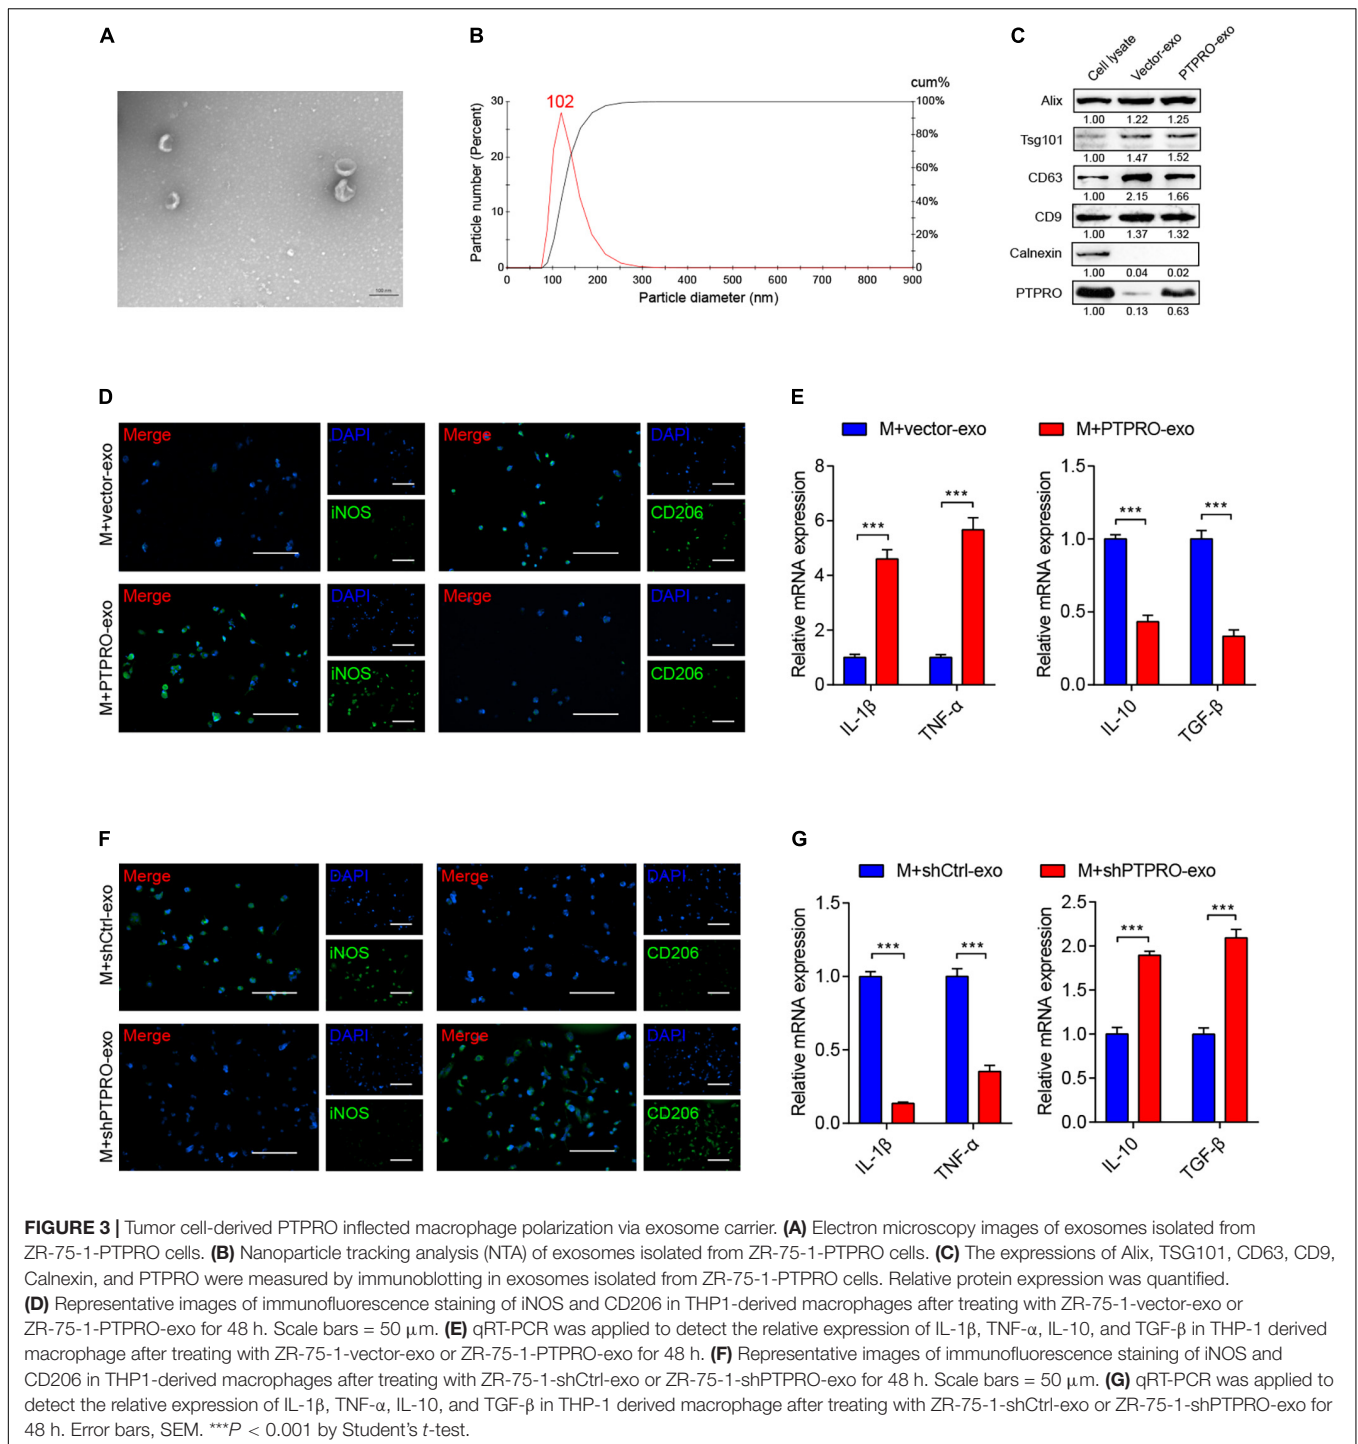 A
B
C
102
cum%
Particle number (Percent)
30
20
10
0
100%
80%
60%
40%
20%
0
0 100 200 300 400 500 600 700 800 900
Particle diameter (nm)
Cell lysate Vector-exo PTPRO-exo
Alix
1.00 1.22 1.25
Tsg101
1.00 1.47 1.52
CD63
1.00 2.15 1.66
CD9
1.00 1.37 1.32
Calnexin
1.00 0.04 0.02
PTPRO
1.00 0.13 0.63
D
M+vector-exo
Merge DAPI Merge DAPI
iNOS CD206
M+PTPRO-exo
Merge DAPI Merge DAPI
iNOS CD206
E
M+vector-exo M+PTPRO-exo
Relative mRNA expression
8
6
4
2
0
*** ***
IL-1β TNF-α
Relative mRNA expression
1.5
1.0
0.5
0.0
*** ***
IL-10 TGF-β
F
M+shCtrl-exo
Merge DAPI Merge DAPI
iNOS CD206
M+shPTPRO-exo
Merge DAPI Merge DAPI
iNOS CD206
G
M+shCtrl-exo M+shPTPRO-exo
Relative mRNA expression
1.5
1.0
0.5
0.0
*** ***
IL-1β TNF-α
Relative mRNA expression
2.5
2.0
1.5
1.0
0.5
0.0
*** ***
IL-10 TGF-β
FIGURE 3 | Tumor cell-derived PTPRO inflected macrophage polarization via exosome carrier. (A) Electron microscopy images of exosomes isolated from
ZR-75-1-PTPRO cells. (B) Nanoparticle tracking analysis (NTA) of exosomes isolated from ZR-75-1-PTPRO cells. (C) The expressions of Alix, TSG101, CD63, CD9,
Calnexin, and PTPRO were measured by immunoblotting in exosomes isolated from ZR-75-1-PTPRO cells. Relative protein expression was quantified.
(D) Representative images of immunofluorescence staining of iNOS and CD206 in THP1-derived macrophages after treating with ZR-75-1-vector-exo or
ZR-75-1-PTPRO-exo for 48 h. Scale bars = 50 μm. (E) qRT-PCR was applied to detect the relative expression of IL-1β, TNF-α, IL-10, and TGF-β in THP-1 derived
macrophage after treating with ZR-75-1-vector-exo or ZR-75-1-PTPRO-exo for 48 h. (F) Representative images of immunofluorescence staining of iNOS and
CD206 in THP1-derived macrophages after treating with ZR-75-1-shCtrl-exo or ZR-75-1-shPTPRO-exo for 48 h. Scale bars = 50 μm. (G) qRT-PCR was applied to
detect the relative expression of IL-1β, TNF-α, IL-10, and TGF-β in THP-1 derived macrophage after treating with ZR-75-1-shCtrl-exo or ZR-75-1-shPTPRO-exo for
48 h. Error bars, SEM. ***P < 0.001 by Student's t-test.